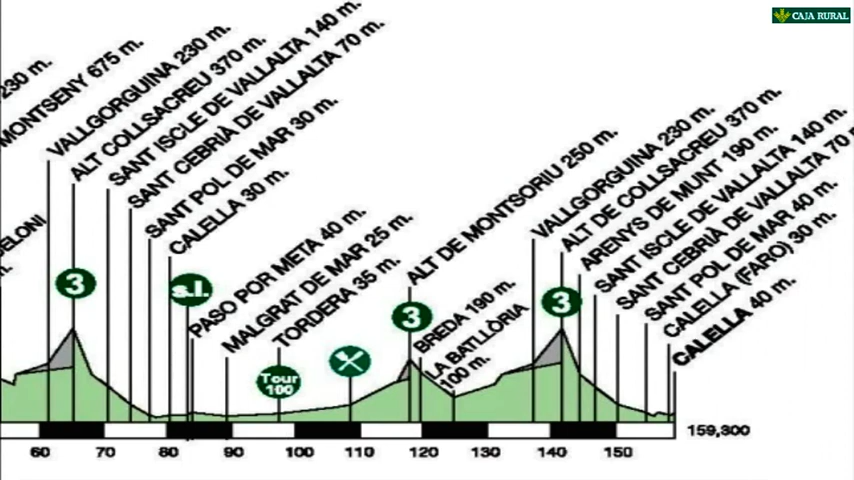 CAJA RURAL
230 m.
MONTSENY 675 m.
VALLGORGUINA 230 m.
ALT COLLSACREU 370 m.
SANT ISCLE DE VALLALTA 140 m.
SANT CEBRIÀ DE VALLALTA 70 m.
SANT POL DE MAR 30 m.
CALELLA 30 m.
PASO POR META 40 m.
MALGRAT DE MAR 25 m.
TORDERA 35 m.
ALT DE MONTSORIU 250 m.
BREDA 190 m.
LA BATLLÒRIA
100 m.
VALLGORGUINA 230 m.
ALT DE COLLSACREU 370 m.
ARENYS DE MUNT 190 m.
SANT ISCLE DE VALLALTA 140 m.
SANT CEBRIÀ DE VALLALTA 70 m
SANT POL DE MAR 40 m.
CALELLA (FARO) 30 m.
CALELLA 40 m.
ELONI
m.
3
s.l.
Tour
100
3
3
159,300
60 70 80 90 100 110 120 130 140 150